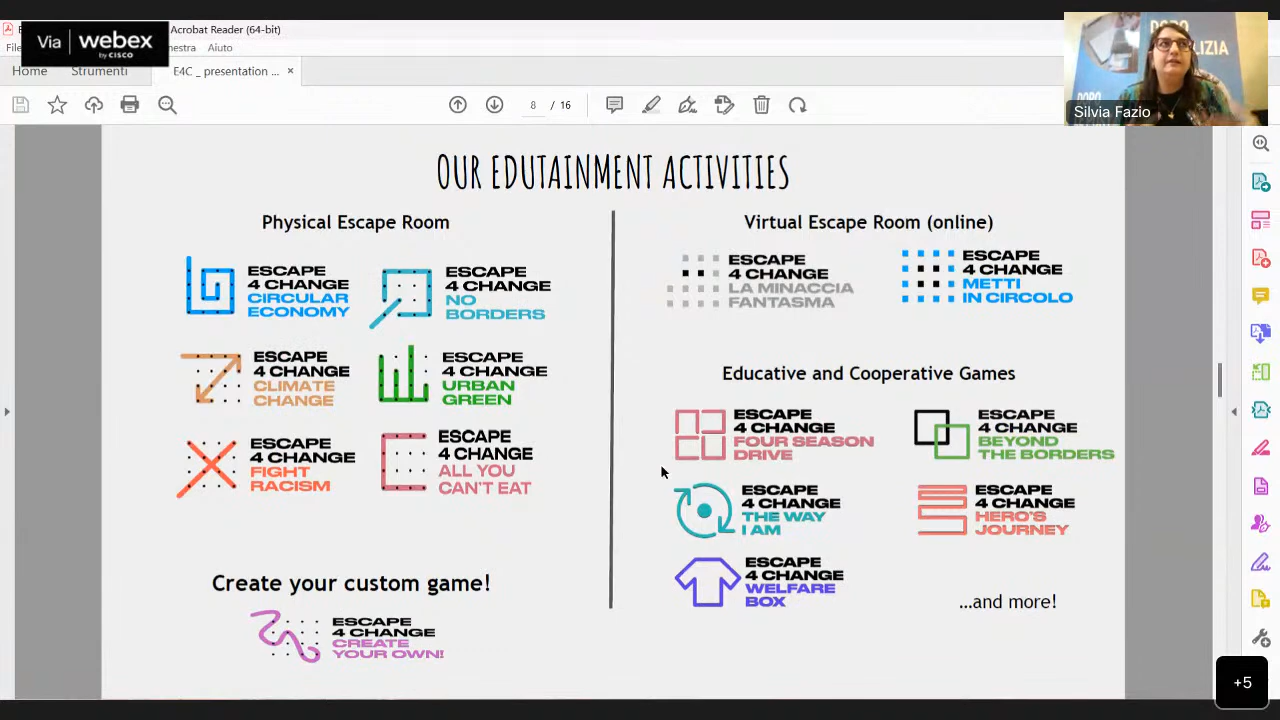 Acrobat Reader (64-bit)
Via webex
by CISCO
Aiuto
Home Strumenti E4C _ presentation ... ×
8 / 16
Silvia Fazio
OUR EDUTAINMENT ACTIVITIES
Physical Escape Room
ESCAPE
4 CHANGE
CIRCULAR
ECONOMY
ESCAPE
4 CHANGE
NO
BORDERS
ESCAPE
4 CHANGE
CLIMATE
CHANGE
ESCAPE
4 CHANGE
URBAN
GREEN
ESCAPE
4 CHANGE
FIGHT
RACISM
ESCAPE
4 CHANGE
ALL YOU
CAN'T EAT
Create your custom game!
ESCAPE
4 CHANGE
CREATE
YOUR OWN!
Virtual Escape Room (online)
ESCAPE
4 CHANGE
LA MINACCIA
FANTASMA
ESCAPE
4 CHANGE
METTI
IN CIRCOLO
Educative and Cooperative Games
ESCAPE
4 CHANGE
FOUR SEASON
DRIVE
ESCAPE
4 CHANGE
BEYOND
THE BORDERS
ESCAPE
4 CHANGE
THE WAY
I AM
ESCAPE
4 CHANGE
HERO'S
JOURNEY
ESCAPE
4 CHANGE
WELFARE
BOX
...and more!
+5